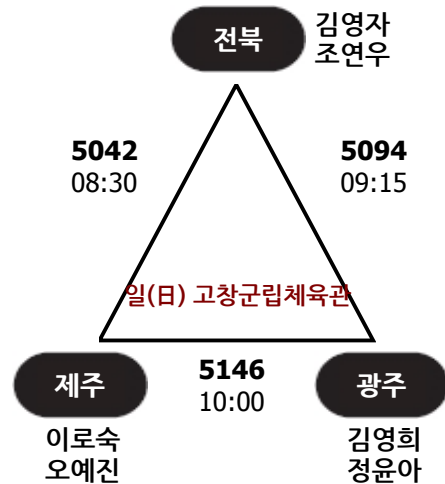 전북
김영자
조연우
5042
08:30
5094
09:15
일(日) 고창군립체육관
제주
5146
10:00
광주
이로숙
오예진
김영희
정윤아